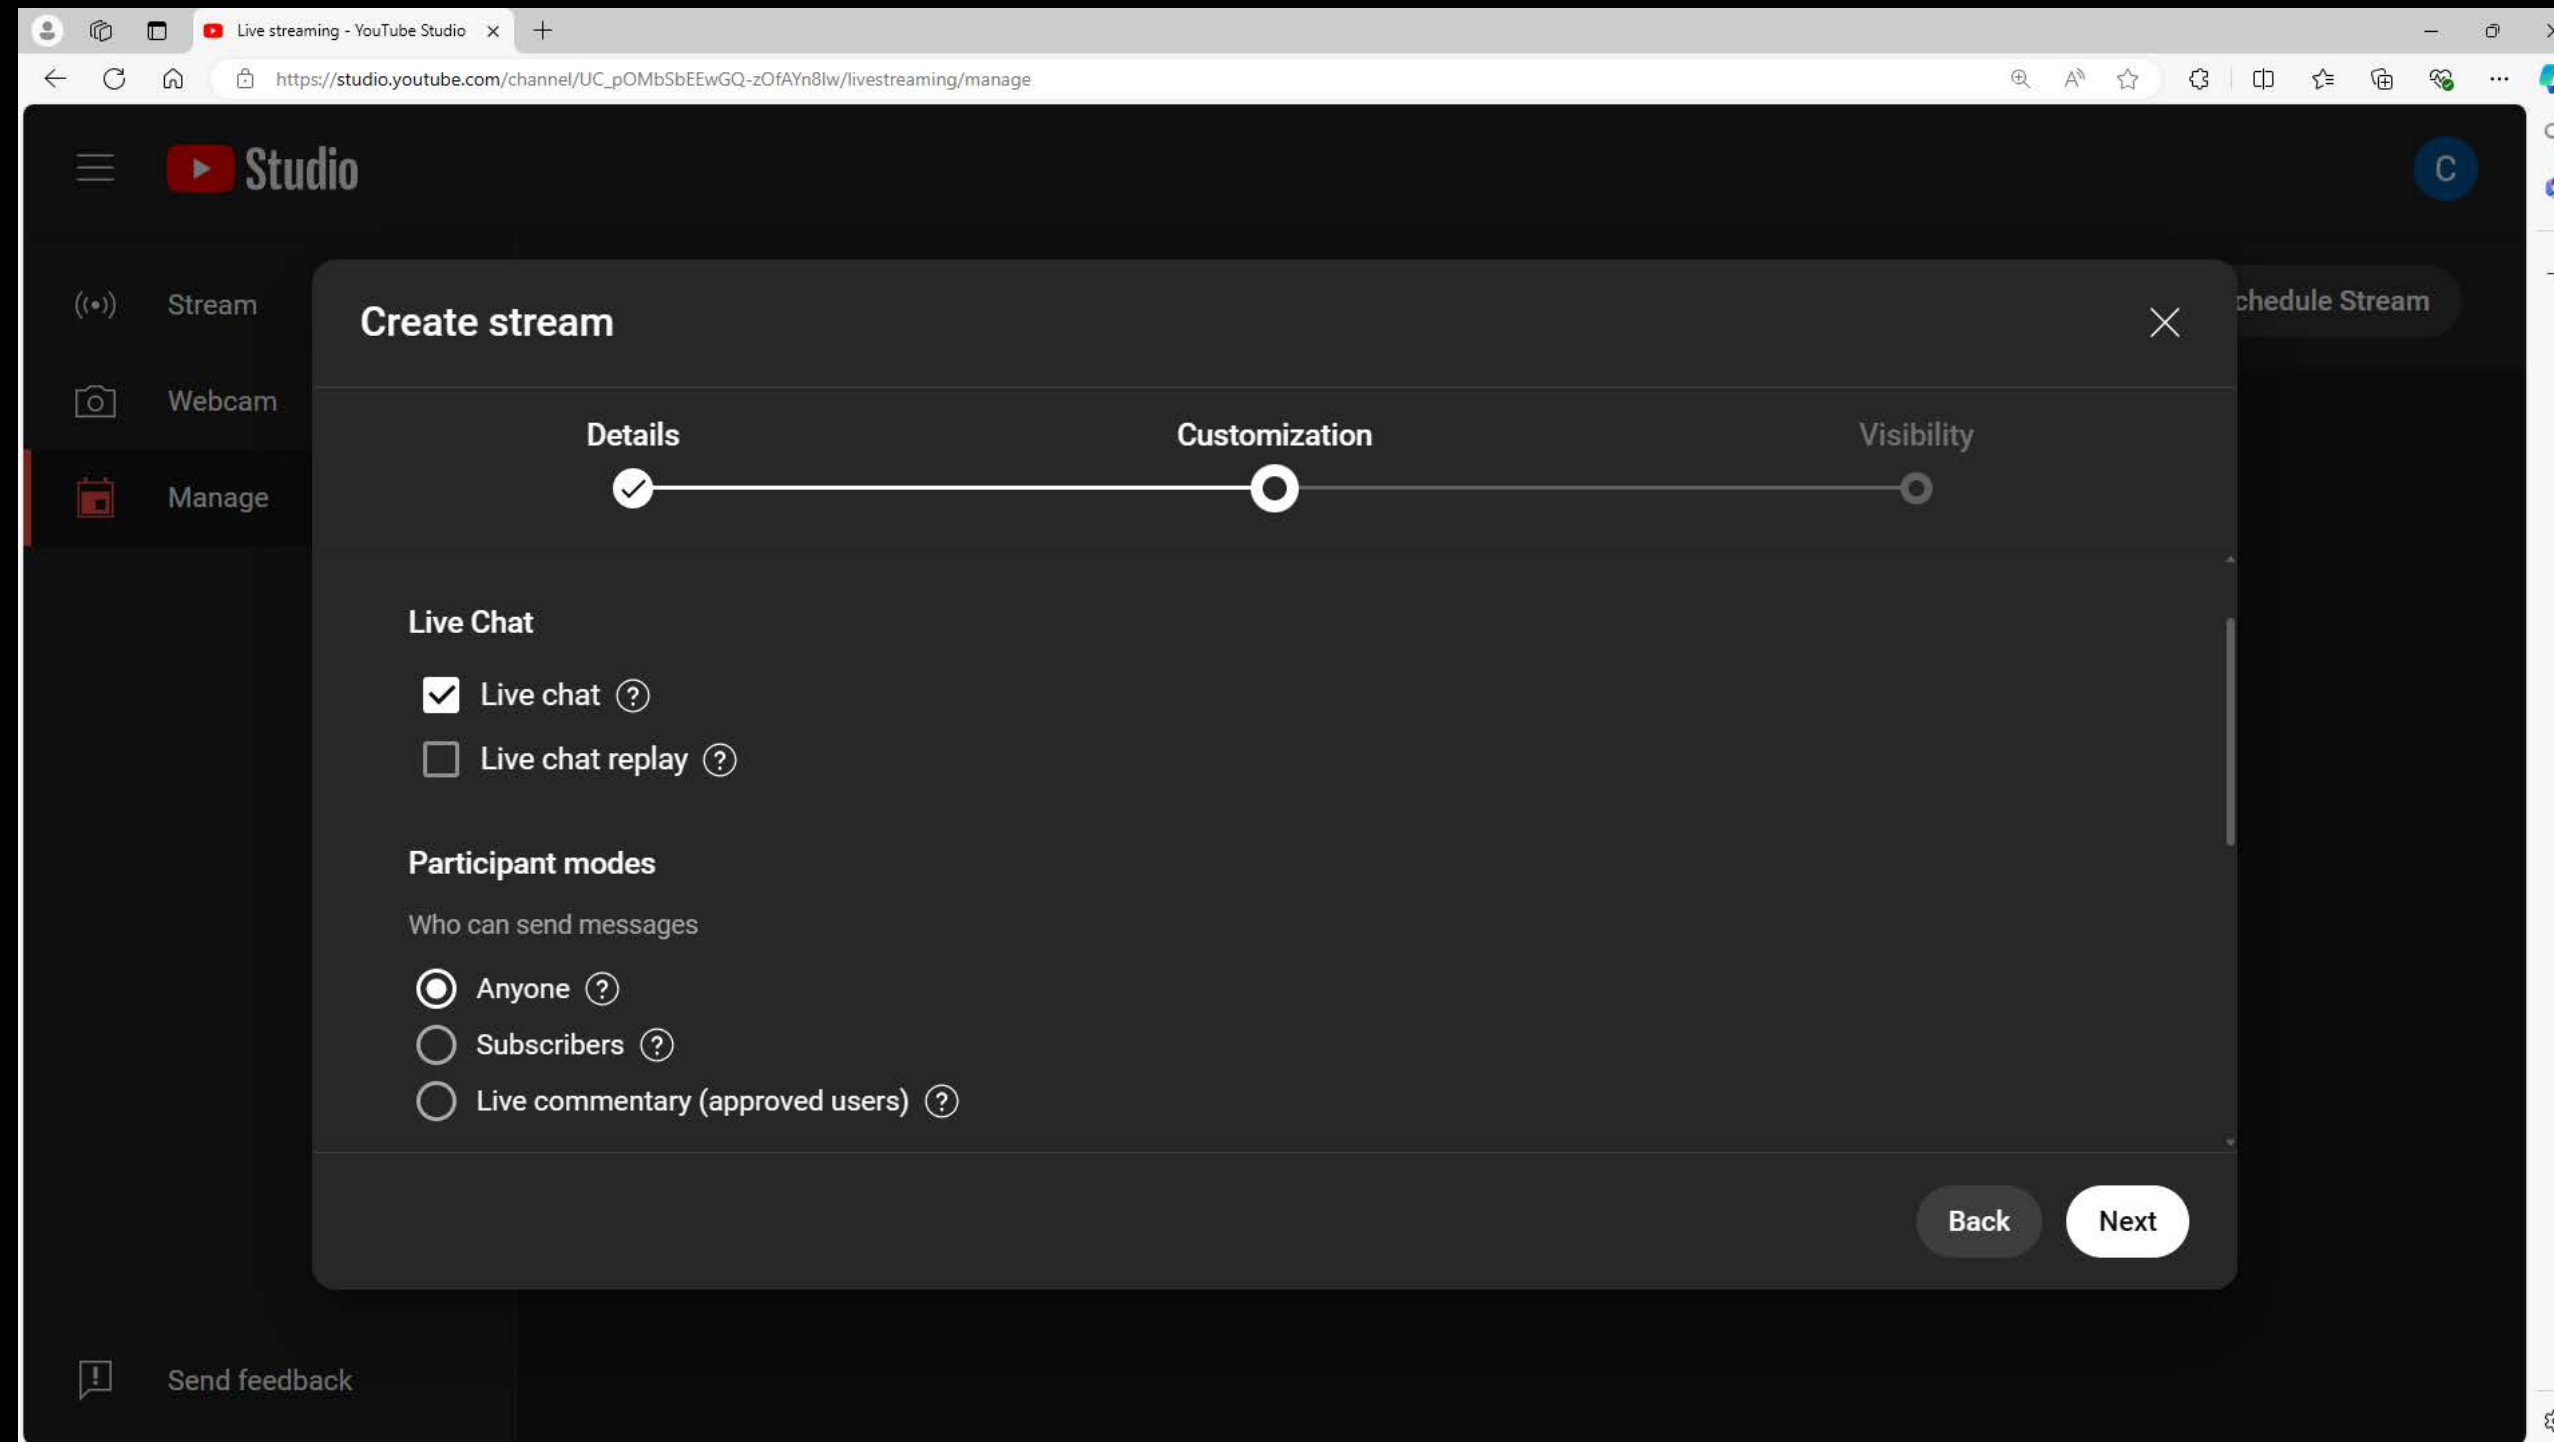 Live streaming - YouTube Studio
https://studio.youtube.com/channel/UC_pOMbSbEEwGQ-zOfAYn8lw/livestreaming/manage
Studio
C
Stream
chedule Stream
Create stream
Webcam
Details
Customization
Visibility
Manage
Live Chat
Live chat
Live chat replay
Participant modes
Who can send messages
Anyone
Subscribers
Live commentary (approved users)
Back
Next
Send feedback